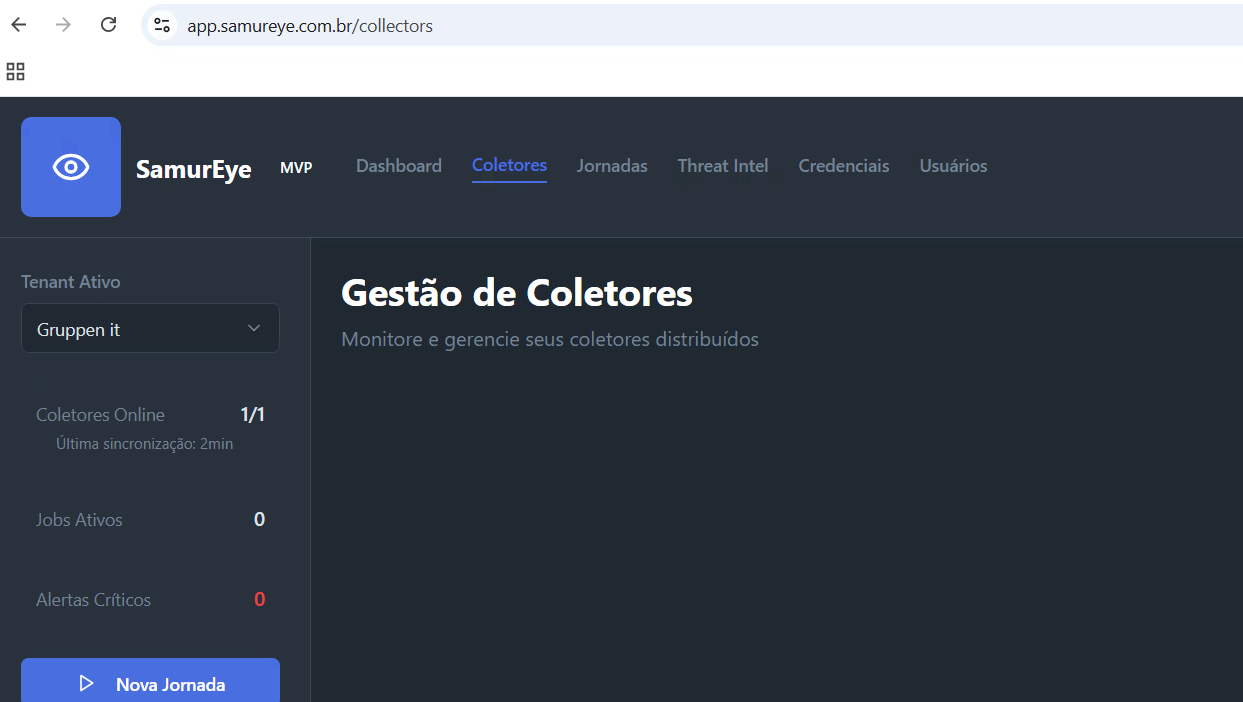 app.samureye.com.br/collectors
SamurEye MVP Dashboard Coletores Jornadas Threat Intel Credenciais Usuários
Tenant Ativo
Gruppen it
Coletores Online 1/1
Última sincronização: 2min
Jobs Ativos 0
Alertas Críticos 0
Nova Jornada
Gestão de Coletores
Monitore e gerencie seus coletores distribuídos